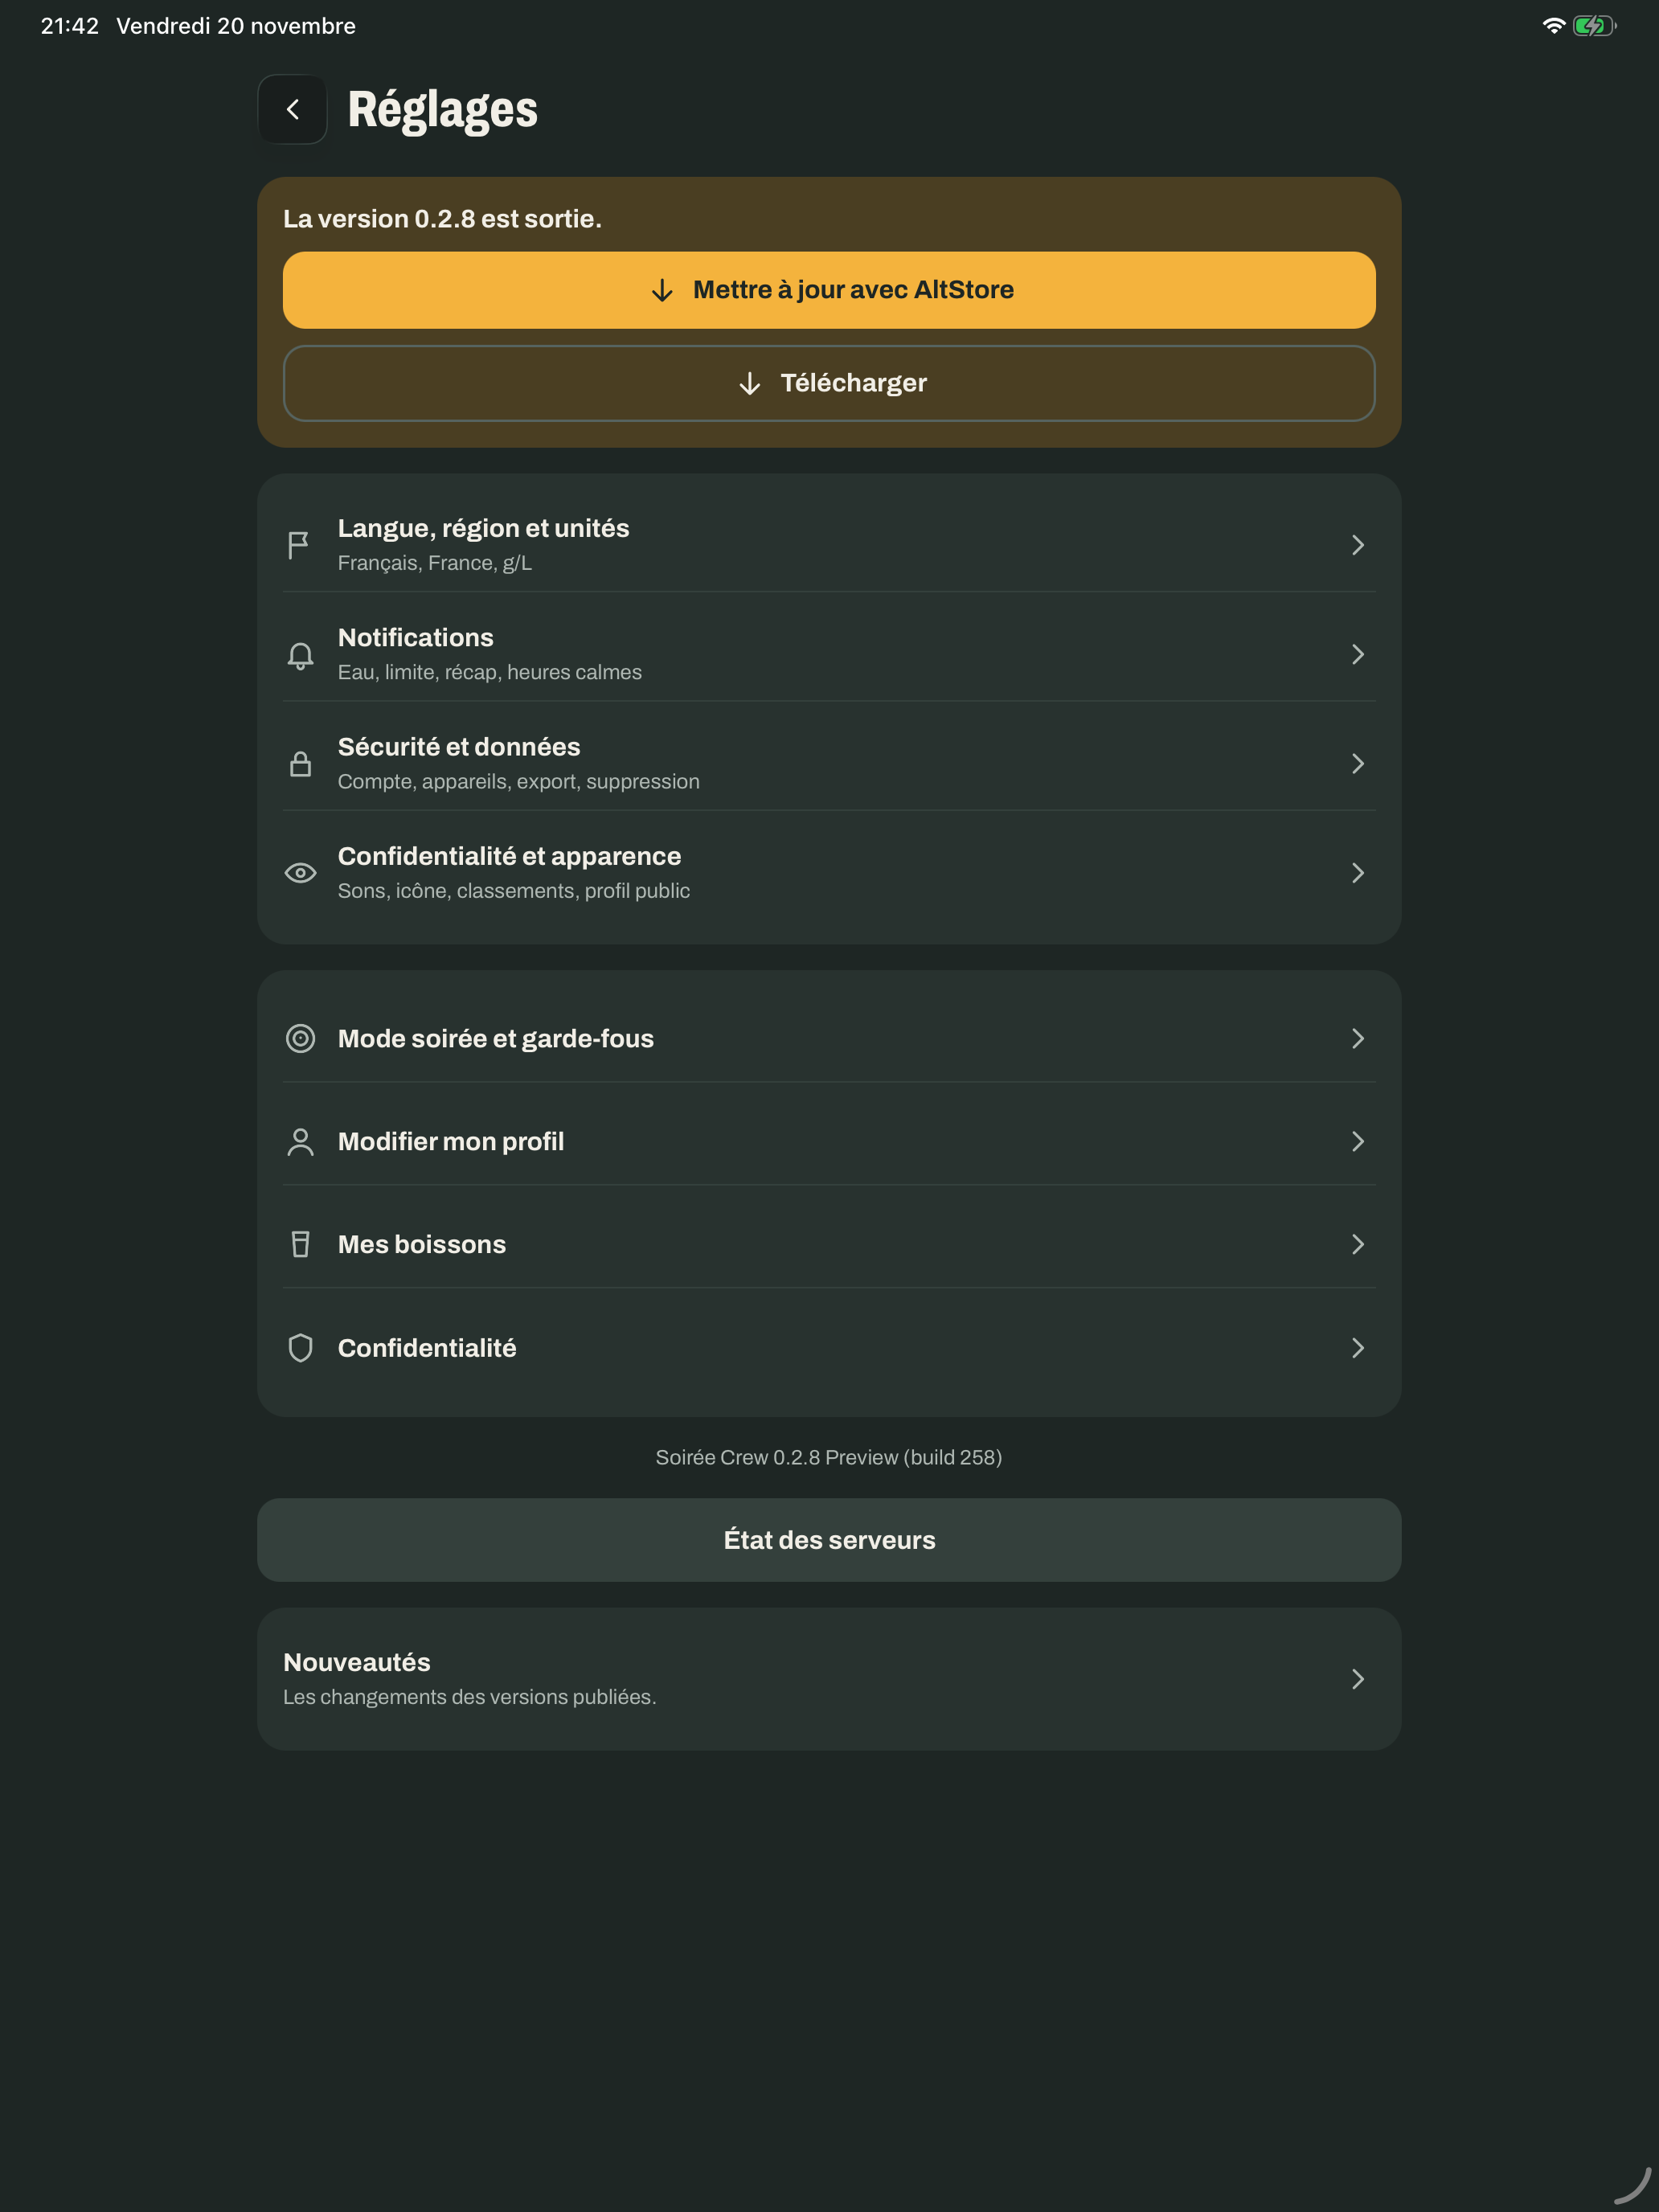 21:42 Vendredi 20 novembre
Réglages
La version 0.2.8 est sortie.
Mettre à jour avec AltStore
Télécharger
Langue, région et unités
Français, France, g/L
Notifications
Eau, limite, récap, heures calmes
Sécurité et données
Compte, appareils, export, suppression
Confidentialité et apparence
Sons, icône, classements, profil public
Mode soirée et garde-fous
Modifier mon profil
Mes boissons
Confidentialité
Soirée Crew 0.2.8 Preview (build 258)
État des serveurs
Nouveautés
Les changements des versions publiées.